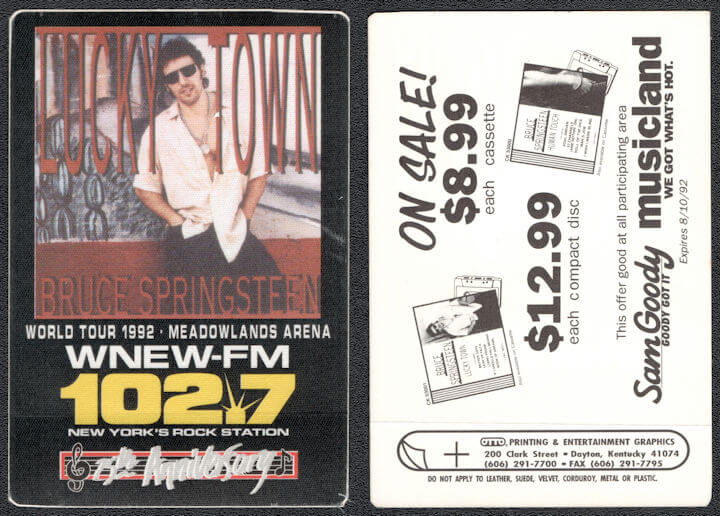 LUCKY TOWN
BRUCE SPRINGSTEEN
WORLD TOUR 1992 · MEADOWLANDS ARENA
WNEW-FM
102.7
NEW YORK'S ROCK STATION
Anniversary
ON SALE!
$8.99
each cassette
BRUCE
SPRINGSTEEN
HUMAN TOUCH
$12.99
each compact disc
BRUCE
SPRINGSTEEN
LUCKY TOWN
This offer good at all participating area
Sam Goody
GOODY GOT IT
musicland
WE GOT WHAT'S HOT.
Expires 8/10/92
OTTO PRINTING & ENTERTAINMENT GRAPHICS
200 Clark Street • Dayton, Kentucky 41074
(606) 291-7700 • FAX (606) 291-7795
DO NOT APPLY TO LEATHER, SUEDE, VELVET, CORDUROY, METAL OR PLASTIC.